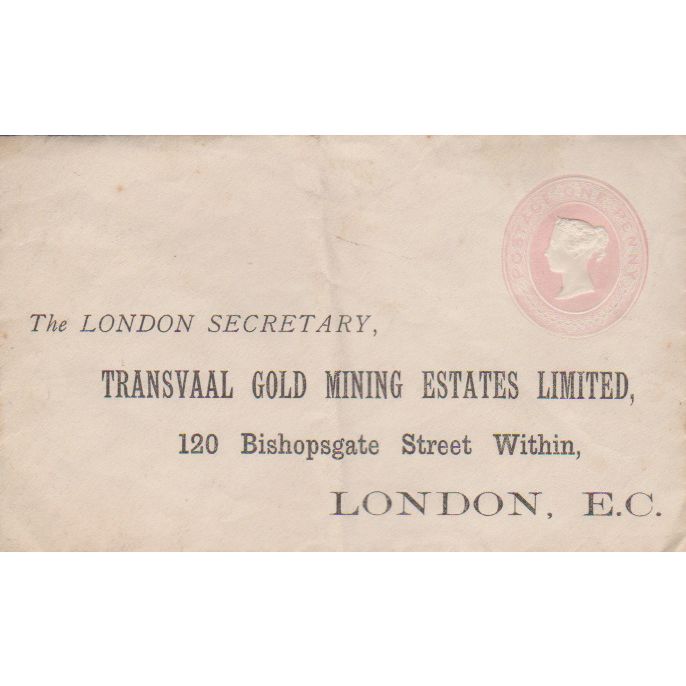 POSTAGE ONE PENNY
The LONDON SECRETARY,
TRANSVAAL GOLD MINING ESTATES LIMITED,
120 Bishopsgate Street Within,
LONDON, E.C.